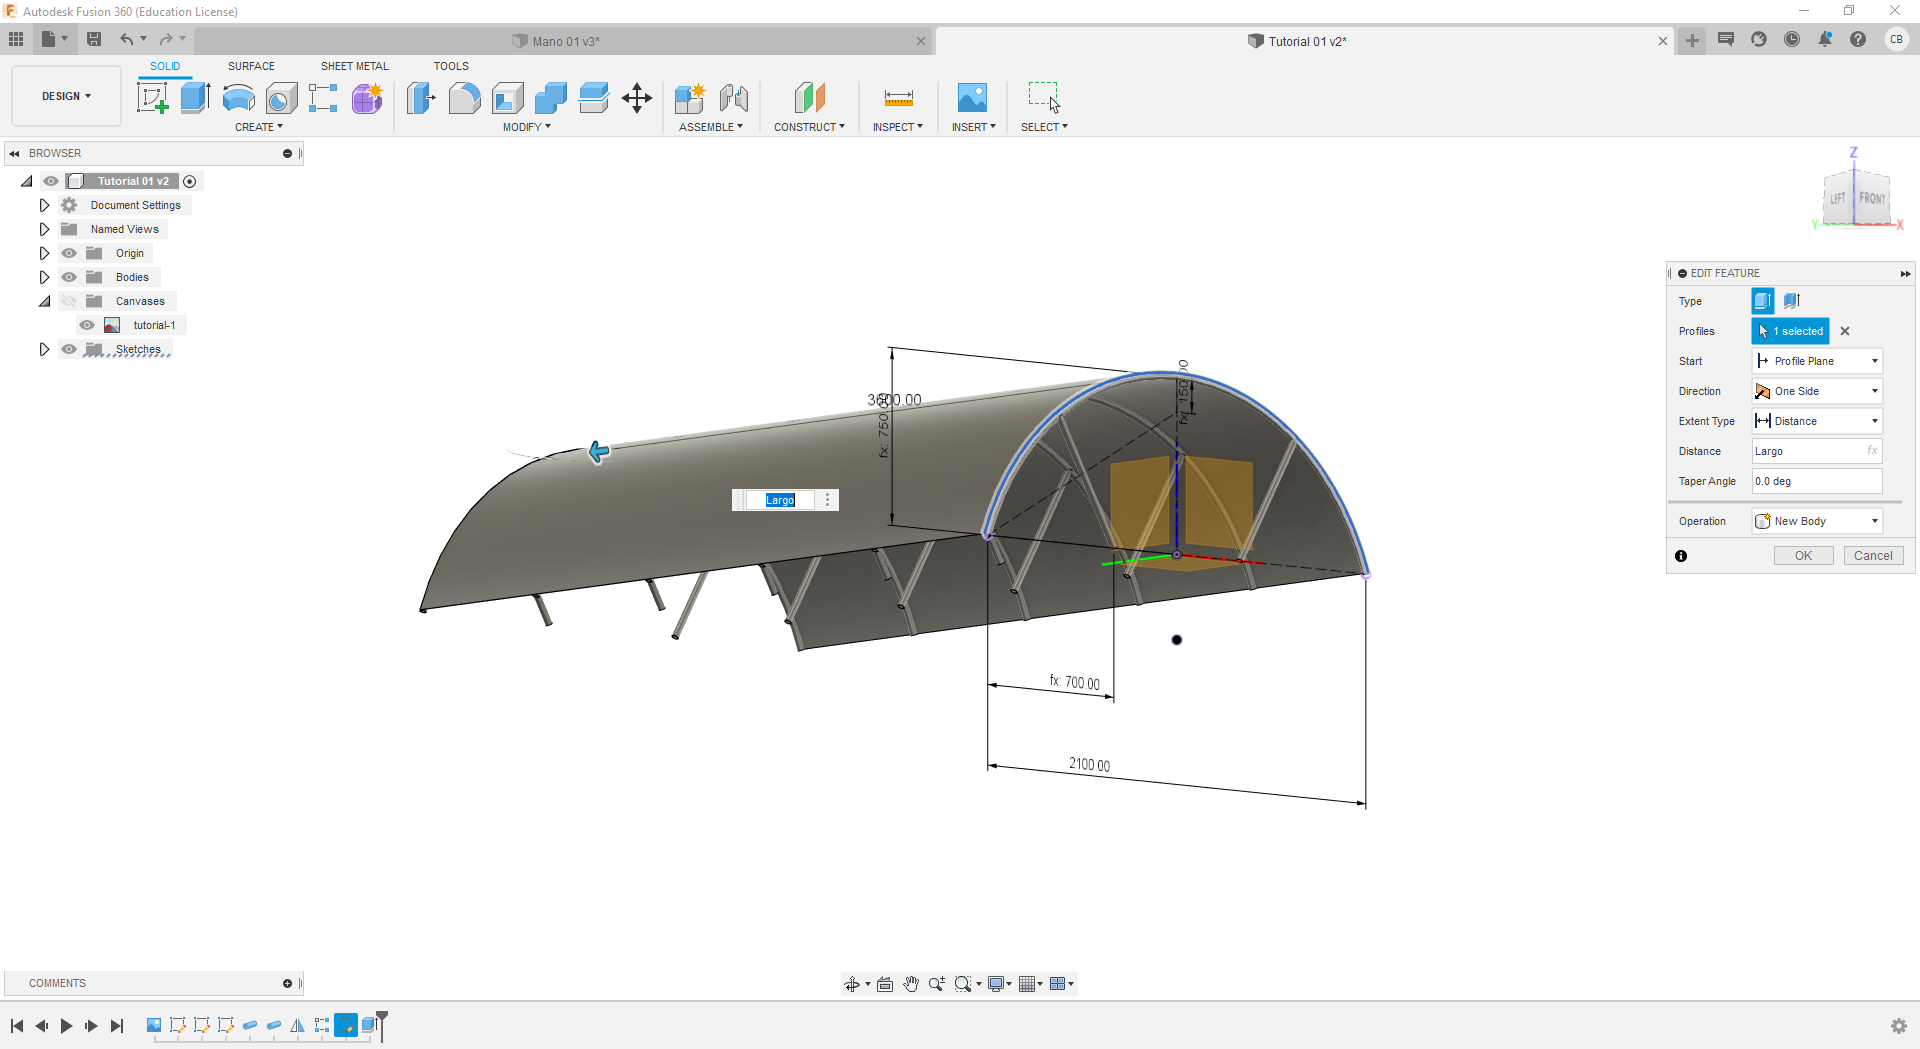 Autodesk Fusion 360 (Education License)
Mano 01 v3*
Tutorial 01 v2*
CB
DESIGN
SOLID
SURFACE
SHEET METAL
TOOLS
CREATE
MODIFY
ASSEMBLE
CONSTRUCT
INSPECT
INSERT
SELECT
BROWSER
Tutorial 01 v2
Document Settings
Named Views
Origin
Bodies
Canvases
tutorial-1
Sketches
Z
LEFT
FRONT
Y
X
EDIT FEATURE
Type
Profiles
1 selected
Start
Profile Plane
Direction
One Side
Extent Type
Distance
Distance
Largo
fx
Taper Angle
0.0 deg
Operation
New Body
OK
Cancel
3600.00
fx: 750.00
fx: 150.00
Largo
fx: 700.00
2100.00
COMMENTS